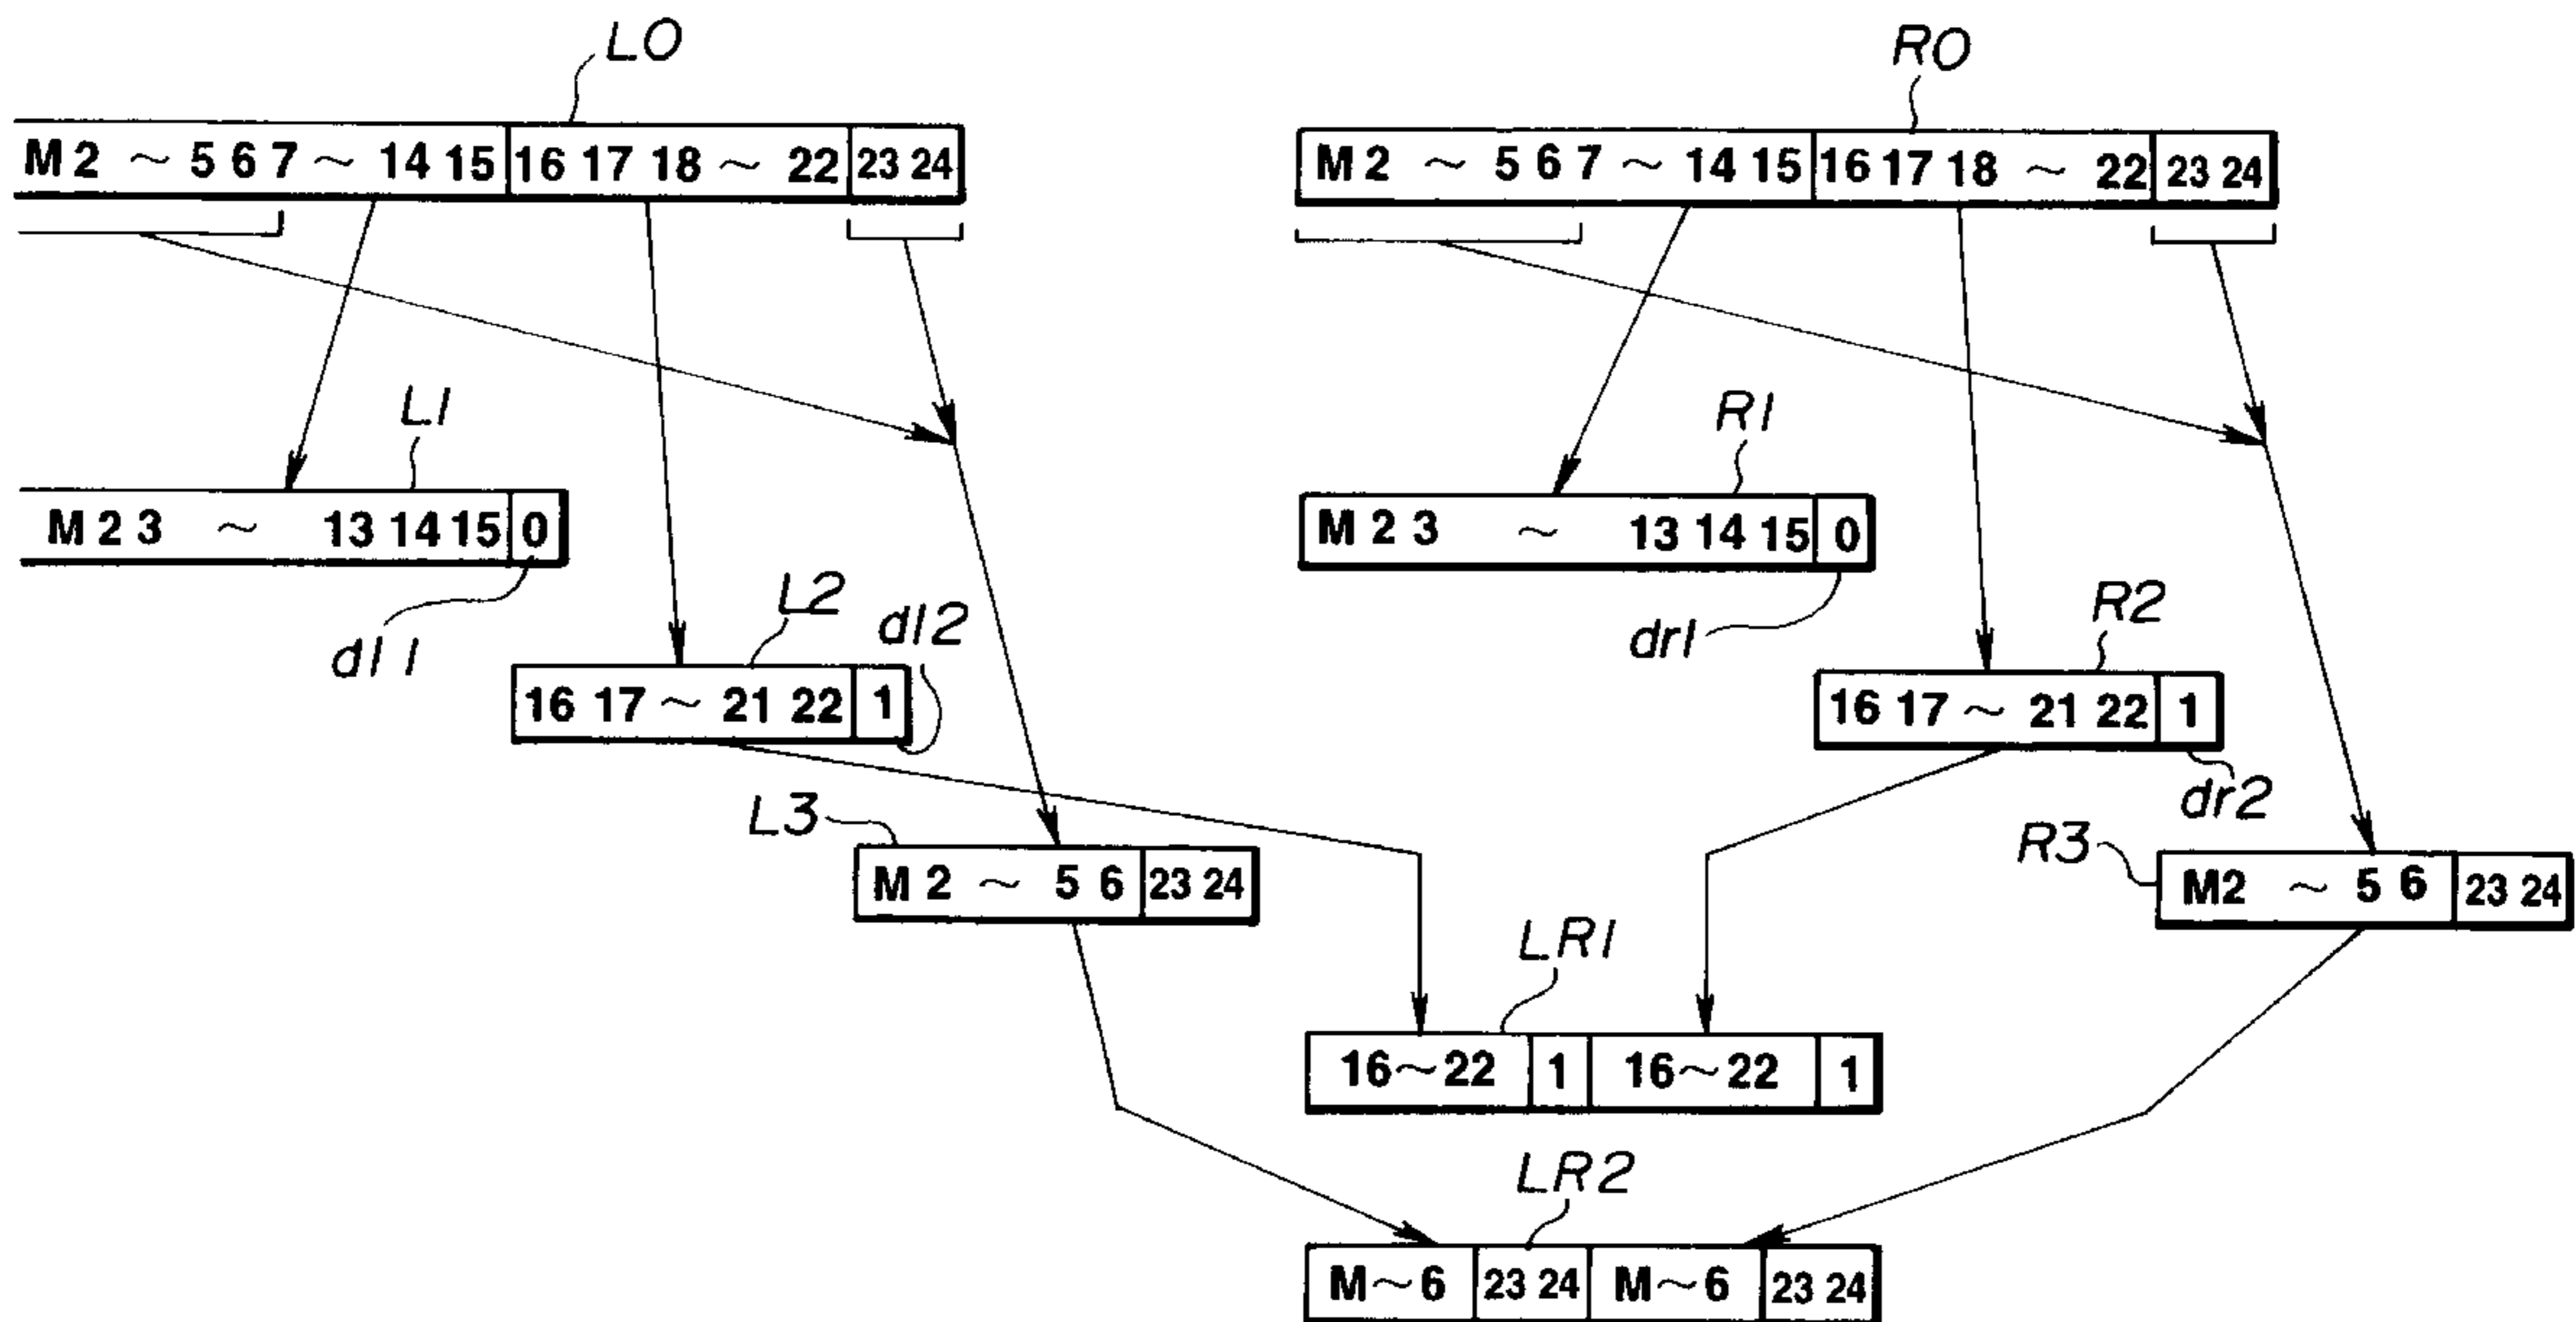 LO
RO
M 2 ~ 5 6 7 ~ 14 15 16 17 18 ~ 22 23 24
M 2 ~ 5 6 7 ~ 14 15 16 17 18 ~ 22 23 24
L1
R1
M 2 3 ~ 13 14 15 0
M 2 3 ~ 13 14 15 0
dl1
L2
dl2
dr1
R2
16 17 ~ 21 22 1
16 17 ~ 21 22 1
dr2
L3
R3
M 2 ~ 5 6 23 24
M2 ~ 5 6 23 24
LR1
16~22 1 16~22 1
LR2
M~6 23 24 M~6 23 24